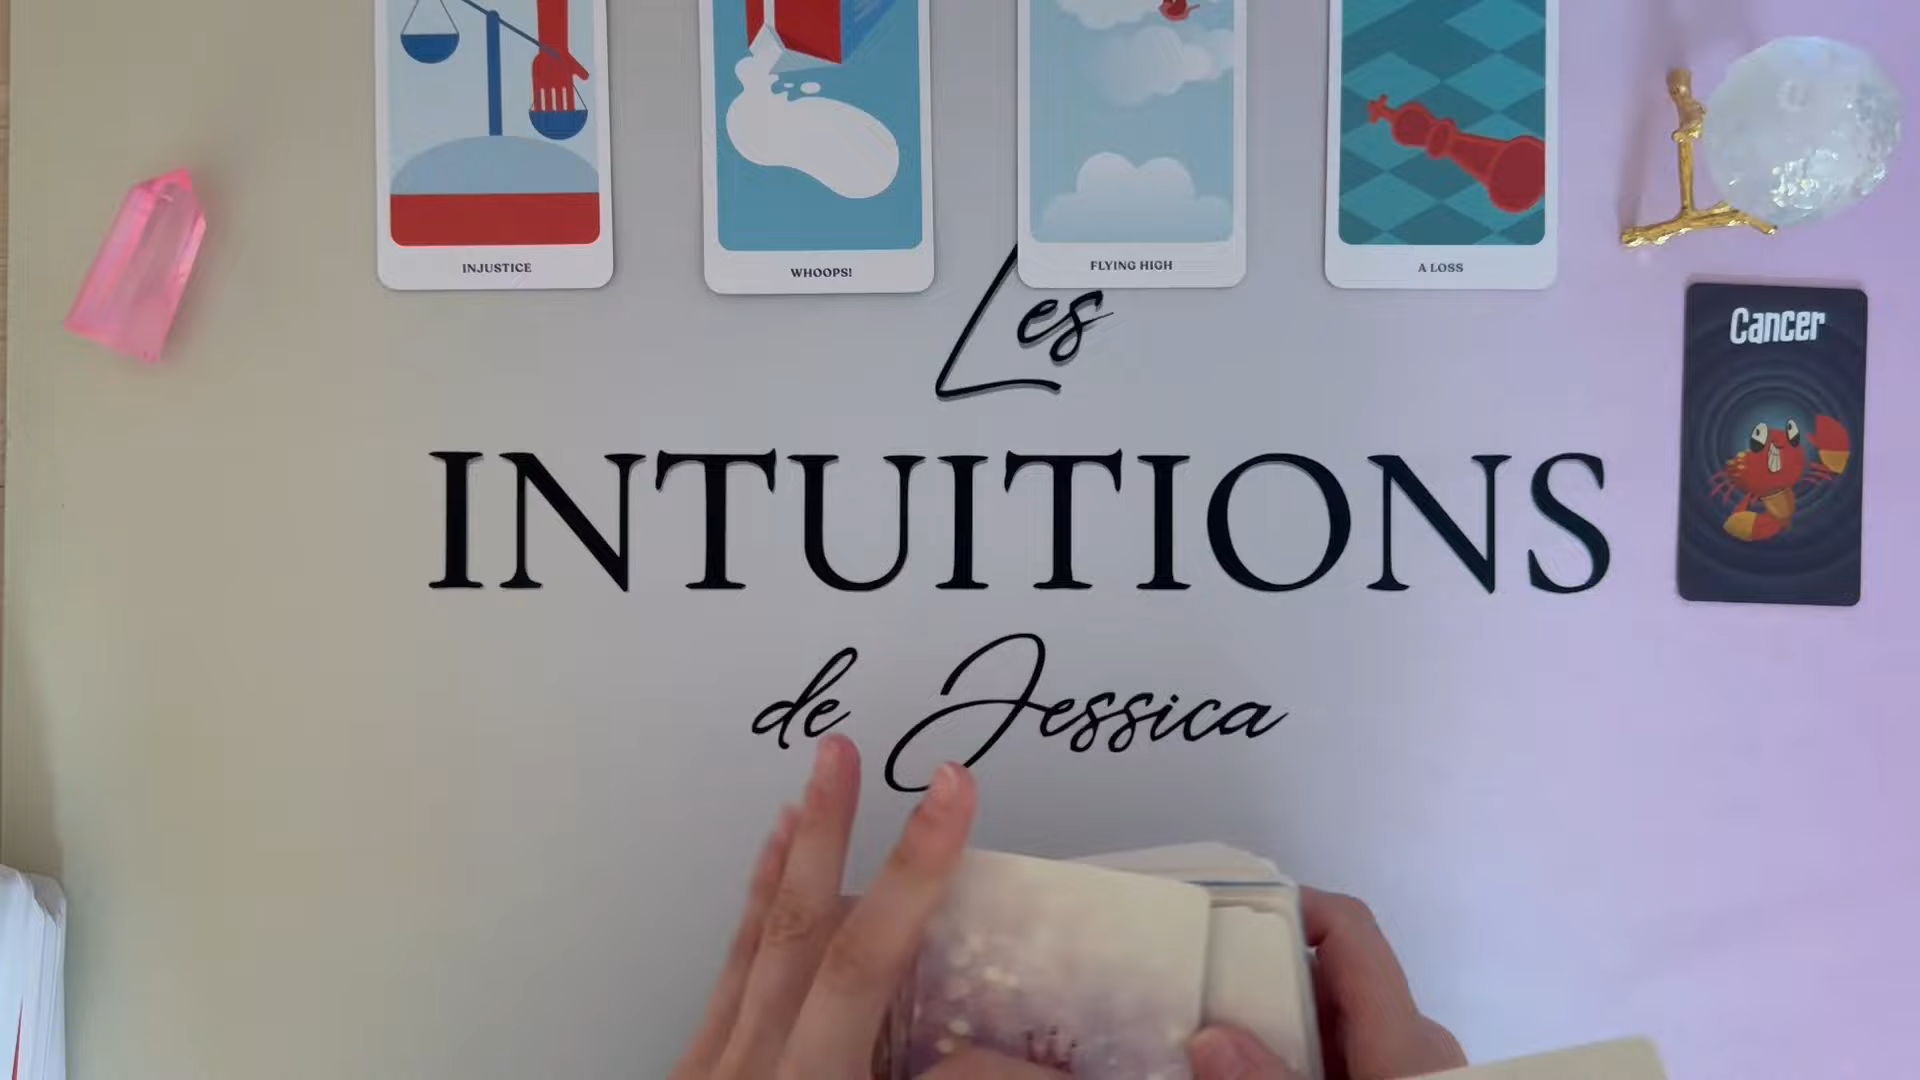 INJUSTICE
WHOOPS!
FLYING HIGH
A LOSS
Cancer
Les
INTUITIONS
de Jessica